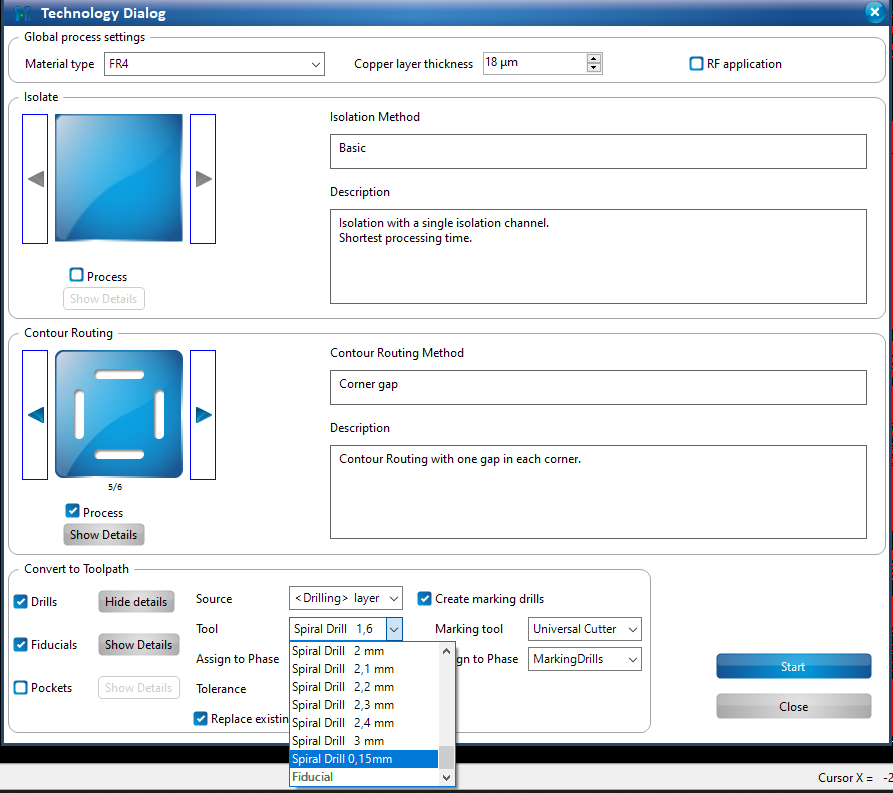 Technology Dialog
Global process settings
Material type FR4 Copper layer thickness 18 µm RF application
Isolate
Isolation Method
Basic
Description
Isolation with a single isolation channel.
Shortest processing time.
Process
Show Details
Contour Routing
Contour Routing Method
Corner gap
Description
Contour Routing with one gap in each corner.
5/6
Process
Show Details
Convert to Toolpath
Drills Hide details Source <Drilling> layer Create marking drills
Tool Spiral Drill 1,6 Marking tool Universal Cutter
Fiducials Show Details Assign to Phase gn to Phase MarkingDrills
Pockets Show Details Tolerance
Replace existin
Spiral Drill 2 mm
Spiral Drill 2,1 mm
Spiral Drill 2,2 mm
Spiral Drill 2,3 mm
Spiral Drill 2,4 mm
Spiral Drill 3 mm
Spiral Drill 0,15mm
Fiducial
Start
Close
Cursor X = -2